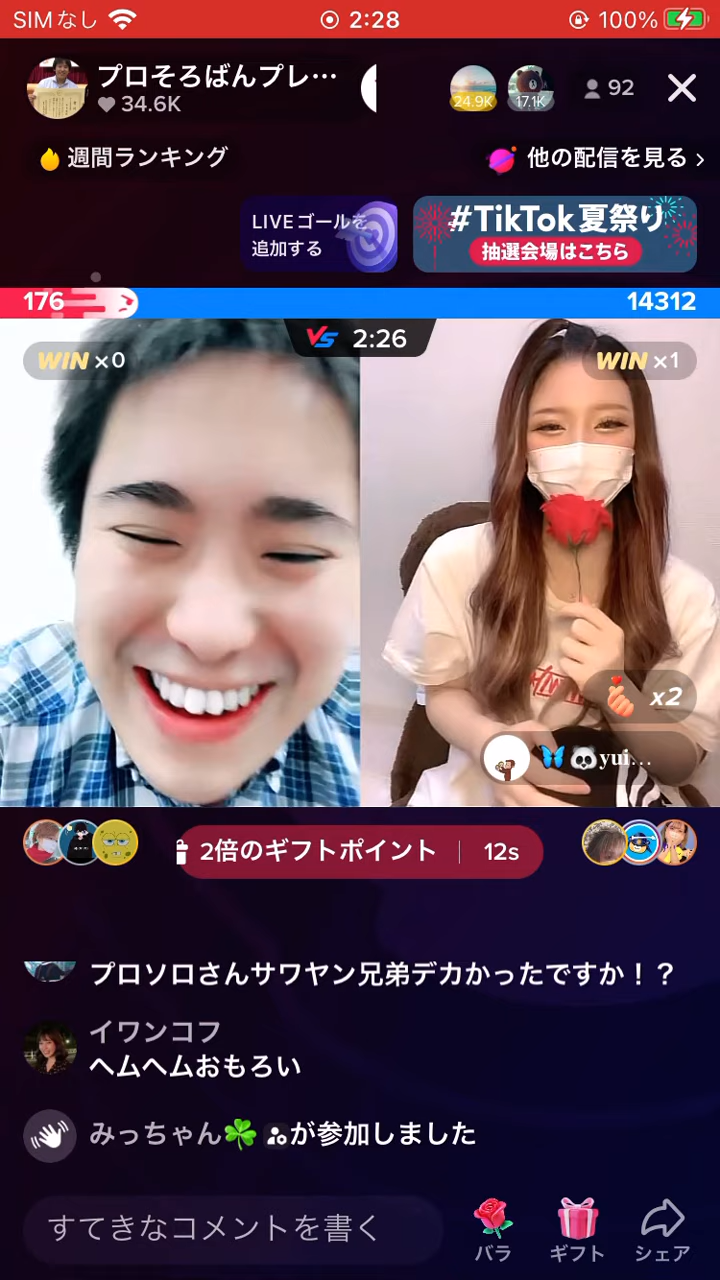 SIMなし 2:28 100%
プロそろばんプレ… 24.9K 17.1K 92
34.6K
週間ランキング 他の配信を見る
LIVEゴールを
追加する
#TikTok夏祭り
抽選会場はこちら
176 14312
WIN x0 VS 2:26 WIN x1
x2
yui...
2倍のギフトポイント 12s
プロソロさんサワヤン兄弟デカかったですか！？
イワンコフ
ヘムヘムおもろい
みっちゃん☘️が参加しました
すてきなコメントを書く
バラ ギフト シェア